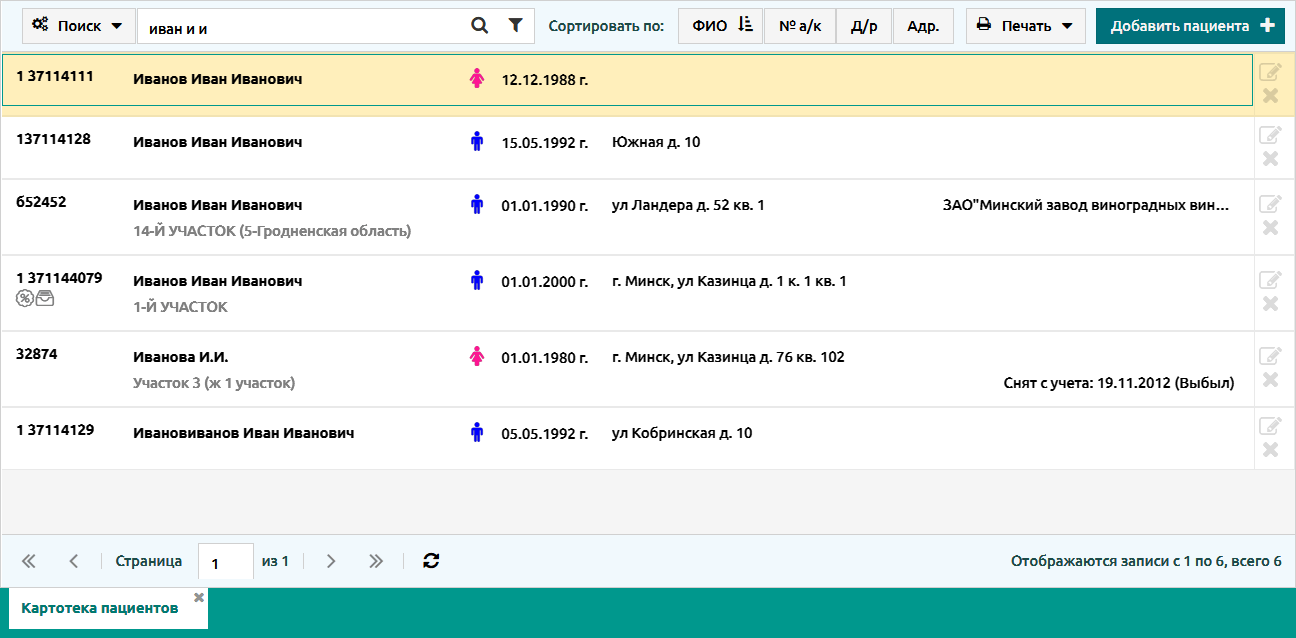 Поиск иван и и Сортировать по: ФИО № а/к Д/р Адр. Печать Добавить пациента
1 37114111 Иванов Иван Иванович 12.12.1988 г.
137114128 Иванов Иван Иванович 15.05.1992 г. Южная д. 10
652452 Иванов Иван Иванович 01.01.1990 г. ул Ландера д. 52 кв. 1 ЗАО"Минский завод виноградных вин...
14-Й УЧАСТОК (5-Гродненская область)
1 371144079 Иванов Иван Иванович 01.01.2000 г. г. Минск, ул Казинца д. 1 к. 1 кв. 1
1-Й УЧАСТОК
32874 Иванова И.И. 01.01.1980 г. г. Минск, ул Казинца д. 76 кв. 102
Участок 3 (ж 1 участок) Снят с учета: 19.11.2012 (Выбыл)
1 37114129 Ивановиванов Иван Иванович 05.05.1992 г. ул Кобринская д. 10
Страница 1 из 1 Отображаются записи с 1 по 6, всего 6
Картотека пациентов